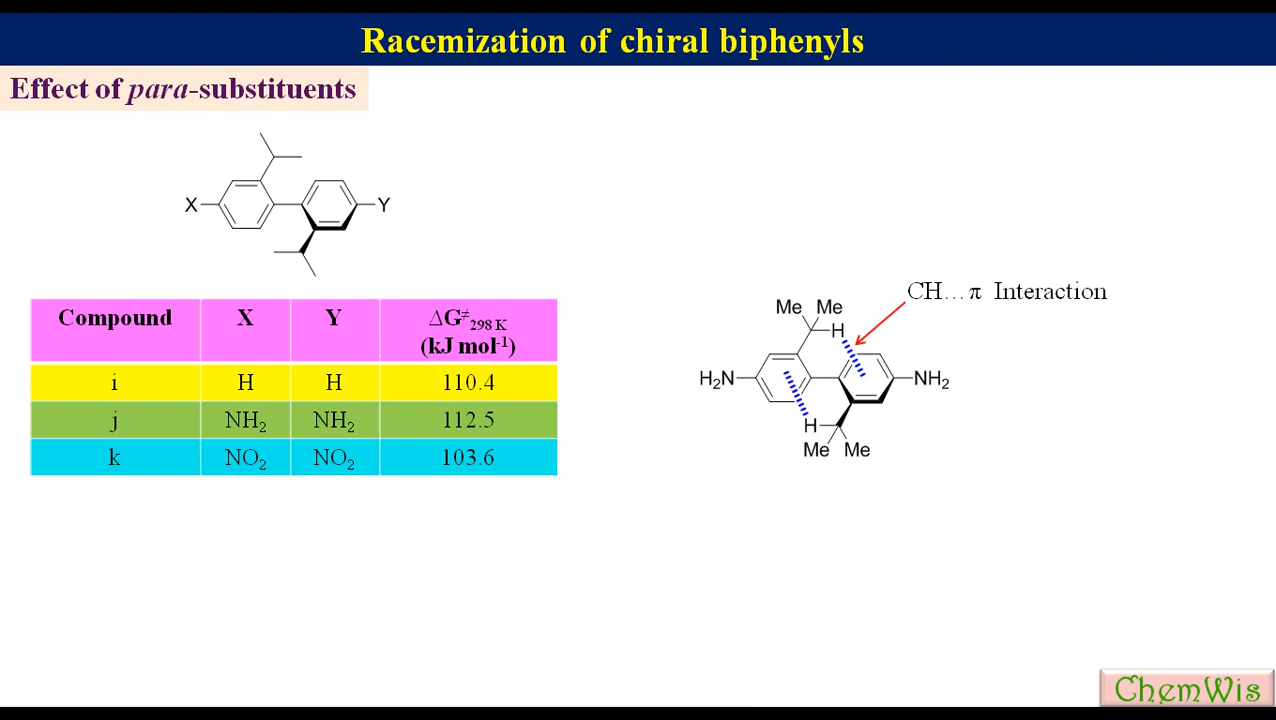 Racemization of chiral biphenyls
Effect of para-substituents
X
Y
Compound X Y ΔG≠298 K (kJ mol-1)
i H H 110.4
j NH2 NH2 112.5
k NO2 NO2 103.6
CH…π Interaction
Me Me
H
H2N NH2
H
Me Me
ChemWis